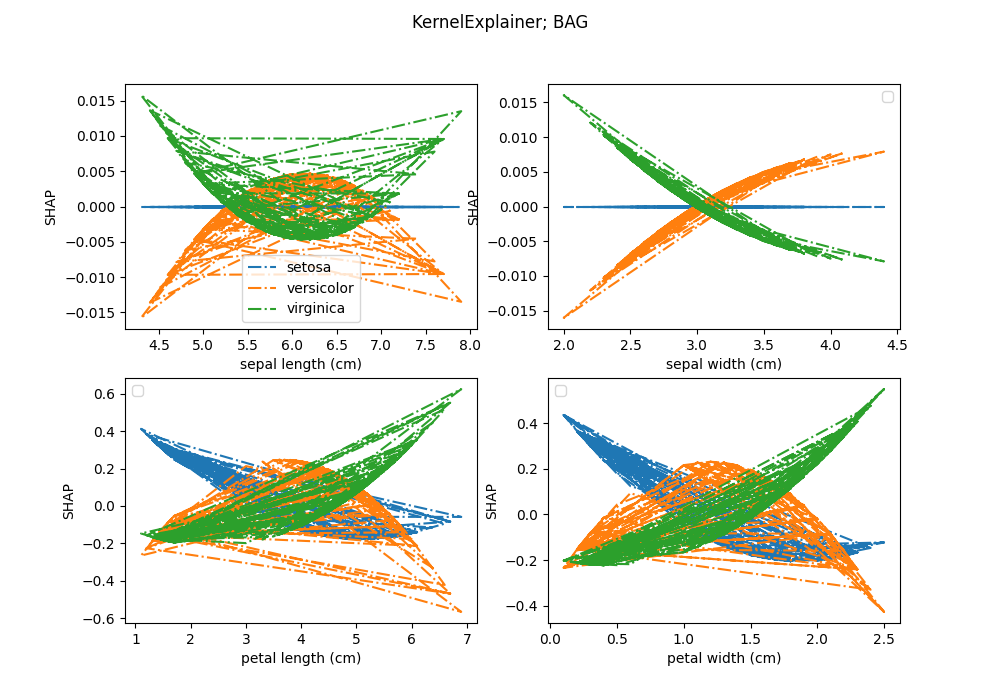 KernelExplainer; BAG
0.015
0.010
0.005
0.000
−0.005
−0.010
−0.015
SHAP
4.5 5.0 5.5 6.0 6.5 7.0 7.5 8.0
sepal length (cm)
setosa
versicolor
virginica
0.015
0.010
0.005
0.000
−0.005
−0.010
−0.015
SHAP
2.0 2.5 3.0 3.5 4.0 4.5
sepal width (cm)
0.6
0.4
0.2
0.0
−0.2
−0.4
−0.6
SHAP
1 2 3 4 5 6 7
petal length (cm)
0.4
0.2
0.0
−0.2
−0.4
SHAP
0.0 0.5 1.0 1.5 2.0 2.5
petal width (cm)